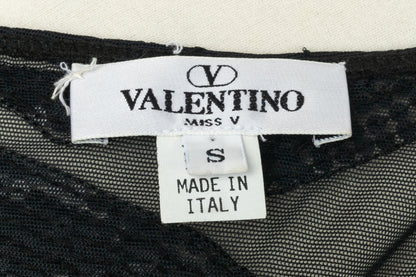 V
VALENTINO
MISS V
S
MADE IN
ITALY